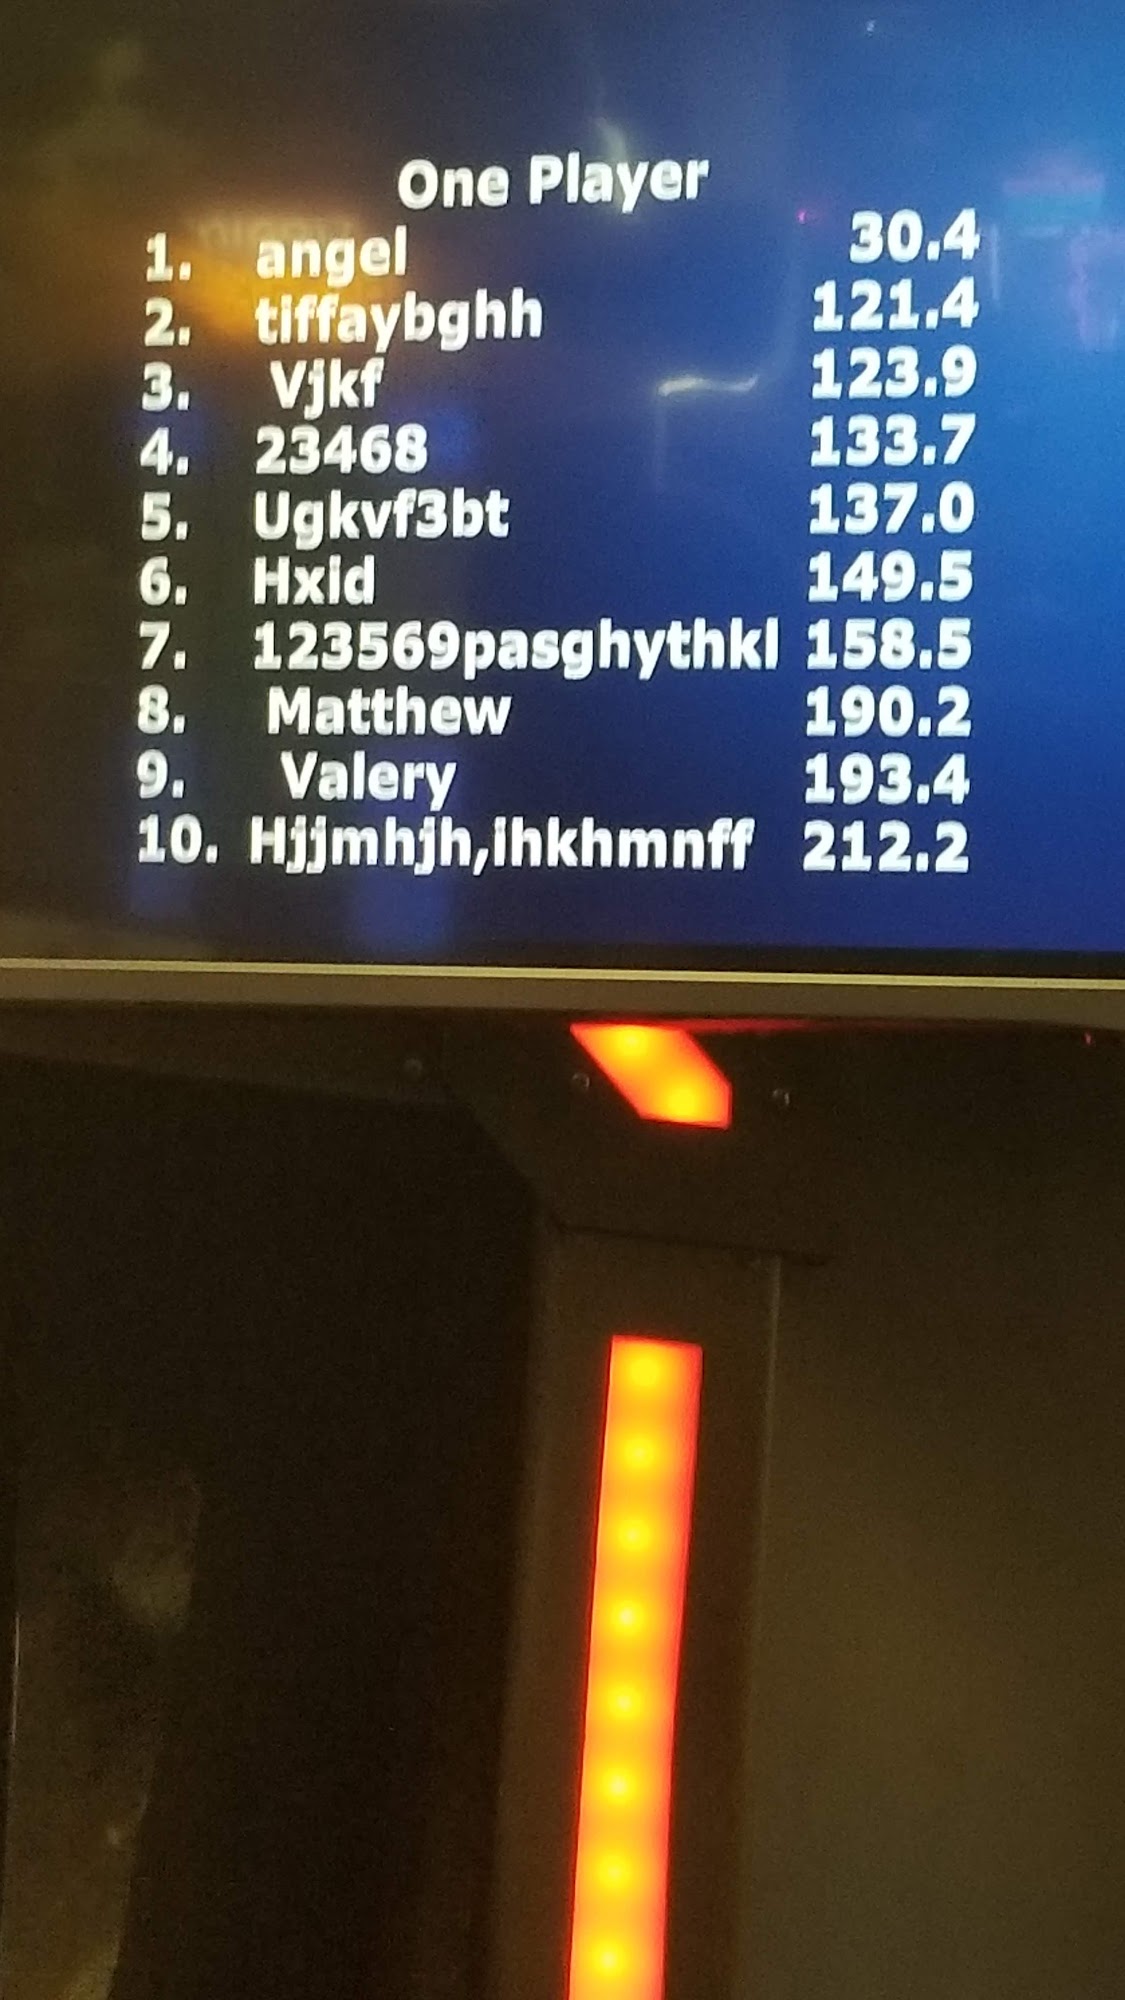 One Player
1. angel 30.4
2. tiffaybghh 121.4
3. Vjkf 123.9
4. 23468 133.7
5. Ugkvf3bt 137.0
6. Hxid 149.5
7. 123569pasghythkl 158.5
8. Matthew 190.2
9. Valery 193.4
10. Hjjmhjh,ihkhmnff 212.2